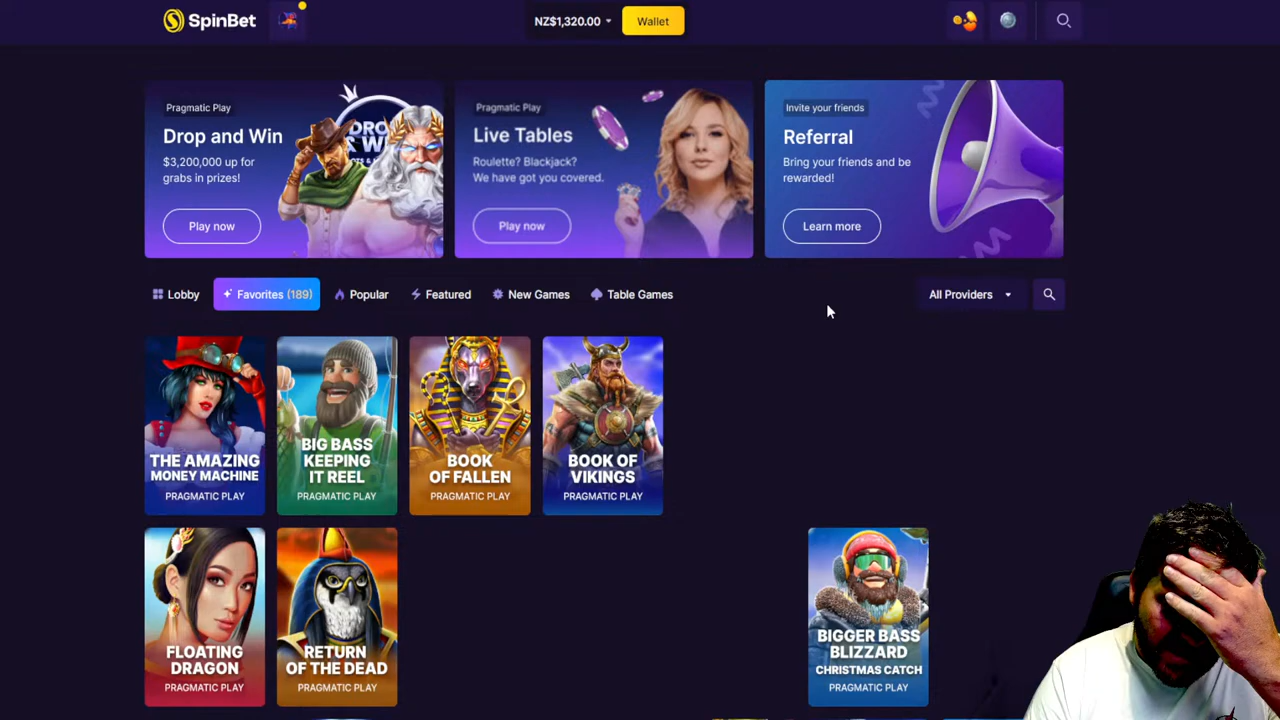 SpinBet
NZ$1,320.00
Wallet
Pragmatic Play
Drop and Win
$3,200,000 up for
grabs in prizes!
Play now
Pragmatic Play
Live Tables
Roulette? Blackjack?
We have got you covered.
Play now
Invite your friends
Referral
Bring your friends and be
rewarded!
Learn more
Lobby
Favorites (189)
Popular
Featured
New Games
Table Games
All Providers
THE AMAZING
MONEY MACHINE
PRAGMATIC PLAY
BIG BASS
KEEPING
IT REEL
PRAGMATIC PLAY
BOOK
OF FALLEN
PRAGMATIC PLAY
BOOK OF
VIKINGS
PRAGMATIC PLAY
FLOATING
DRAGON
PRAGMATIC PLAY
RETURN
OF THE DEAD
PRAGMATIC PLAY
BIGGER BASS
BLIZZARD
CHRISTMAS CATCH
PRAGMATIC PLAY